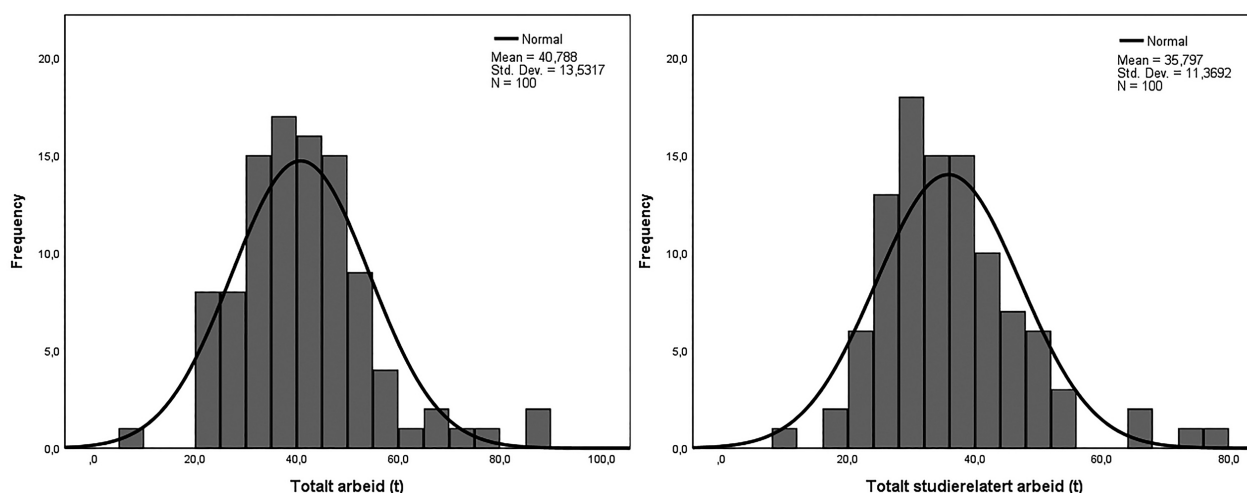 Normal
Mean = 40,788
Std. Dev. = 13,5317
N = 100
20,0
15,0
10,0
5,0
0,0
Frequency
,0 20,0 40,0 60,0 80,0 100,0
Totalt arbeid (t)
Normal
Mean = 35,797
Std. Dev. = 11,3692
N = 100
20,0
15,0
10,0
5,0
0,0
Frequency
,0 20,0 40,0 60,0 80,0
Totalt studierelatert arbeid (t)